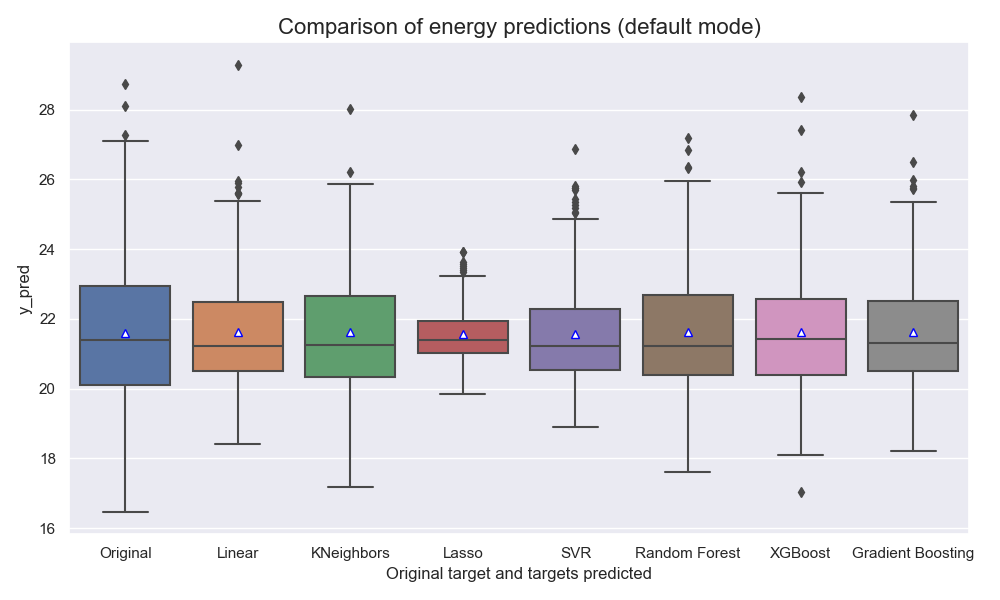 Comparison of energy predictions (default mode)
y_pred
28
26
24
22
20
18
16
Original Linear KNeighbors Lasso SVR Random Forest XGBoost Gradient Boosting
Original target and targets predicted